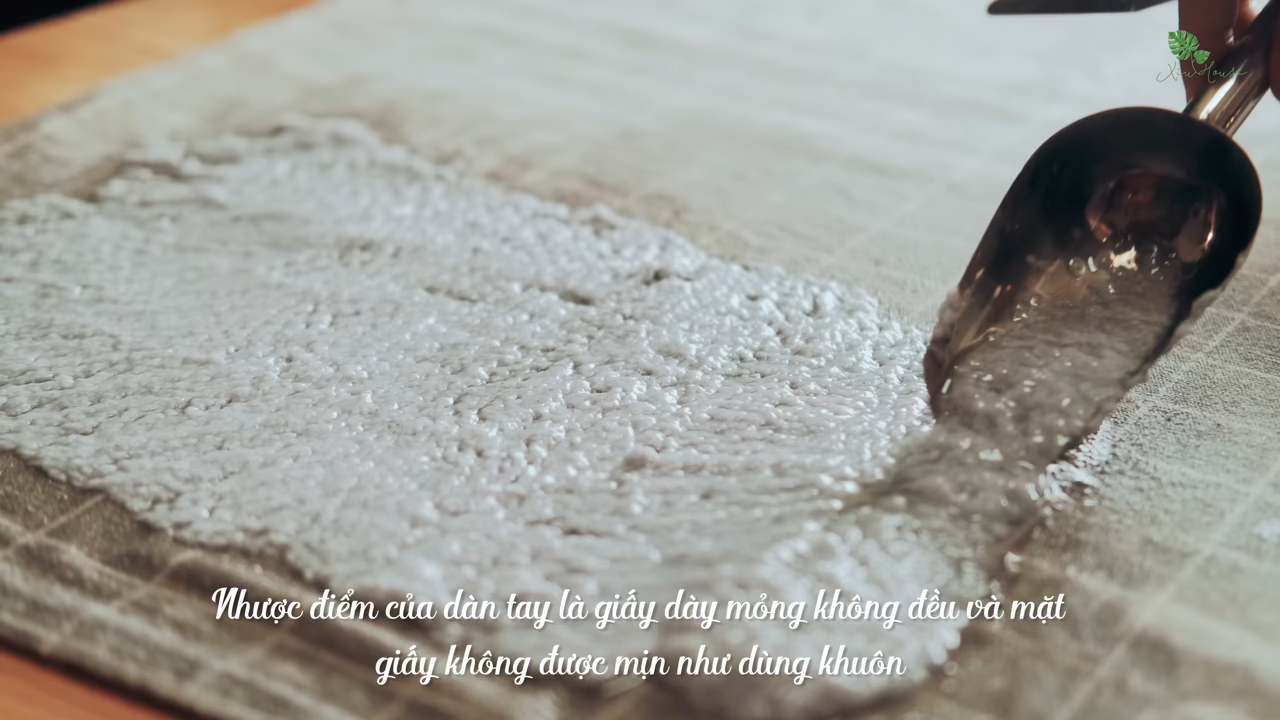 Nhược điểm của dàn tay là giấy dày mỏng không đều và mặt
giấy không được mịn như dùng khuôn